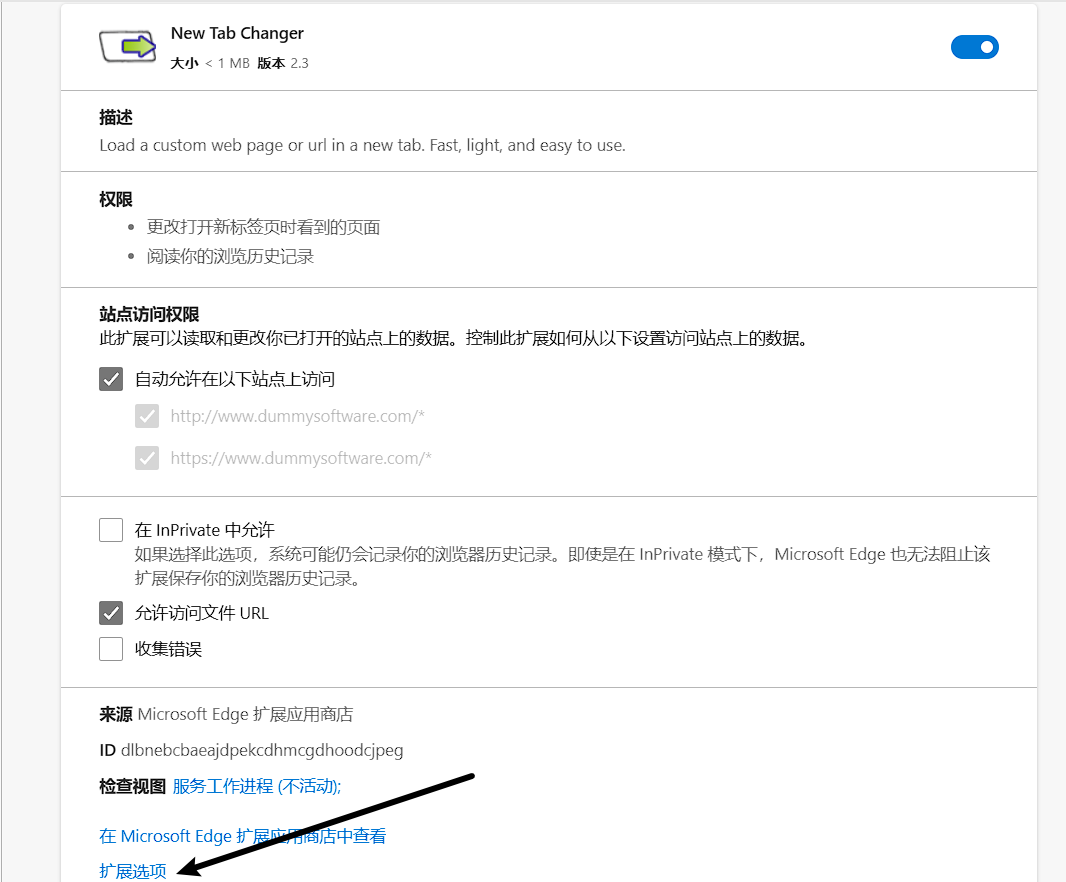 New Tab Changer
大小 < 1 MB 版本 2.3
描述
Load a custom web page or url in a new tab. Fast, light, and easy to use.
权限
更改打开新标签页时看到的页面
阅读你的浏览历史记录
站点访问权限
此扩展可以读取和更改你已打开的站点上的数据。控制此扩展如何从以下设置访问站点上的数据。
自动允许在以下站点上访问
http://www.dummysoftware.com/*
https://www.dummysoftware.com/*
在 InPrivate 中允许
如果选择此选项，系统可能仍会记录你的浏览器历史记录。即使是在 InPrivate 模式下，Microsoft Edge 也无法阻止该
扩展保存你的浏览器历史记录。
允许访问文件 URL
收集错误
来源 Microsoft Edge 扩展应用商店
ID dlbnebcbaeajdpekcdhmcgdhoodcjpeg
检查视图 服务工作进程 (不活动);
在 Microsoft Edge 扩展应用商店中查看
扩展选项